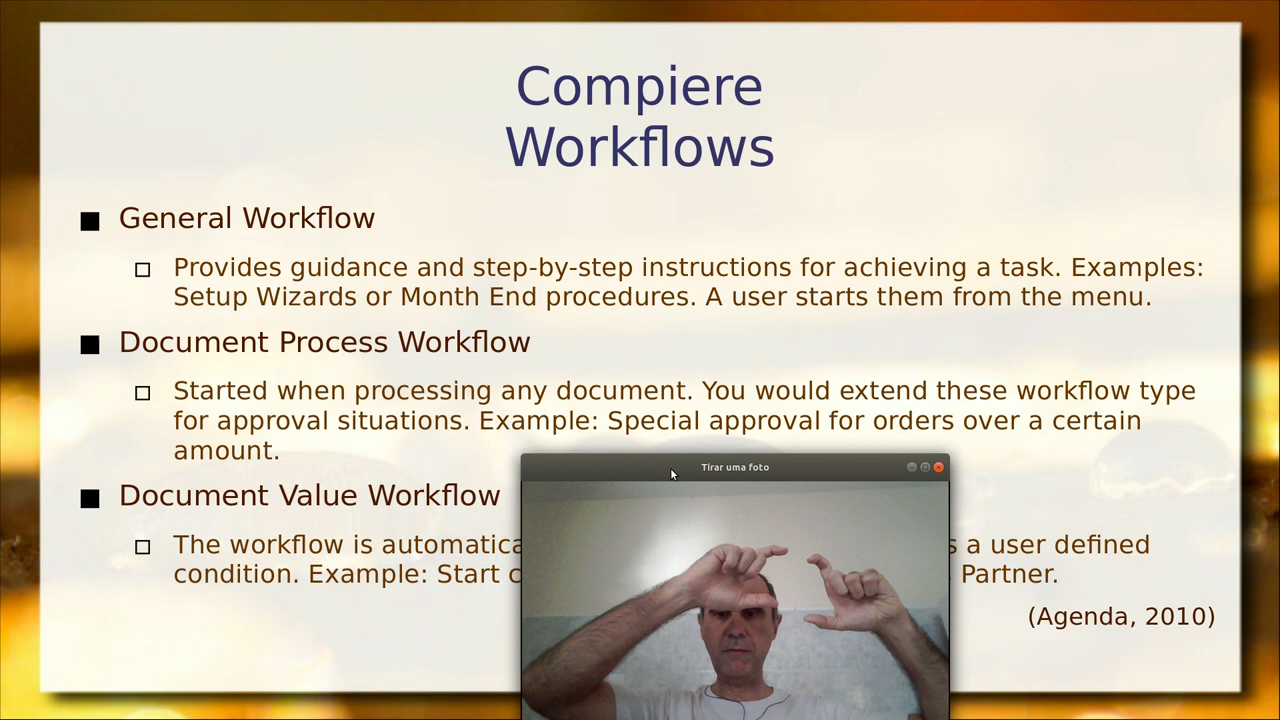 Compiere
Workflows
General Workflow
Provides guidance and step-by-step instructions for achieving a task. Examples:
Setup Wizards or Month End procedures. A user starts them from the menu.
Document Process Workflow
Started when processing any document. You would extend these workflow type
for approval situations. Example: Special approval for orders over a certain
amount.
Tirar uma foto
Document Value Workflow
The workflow is a user defined
condition. Example: Start Partner.
(Agenda, 2010)